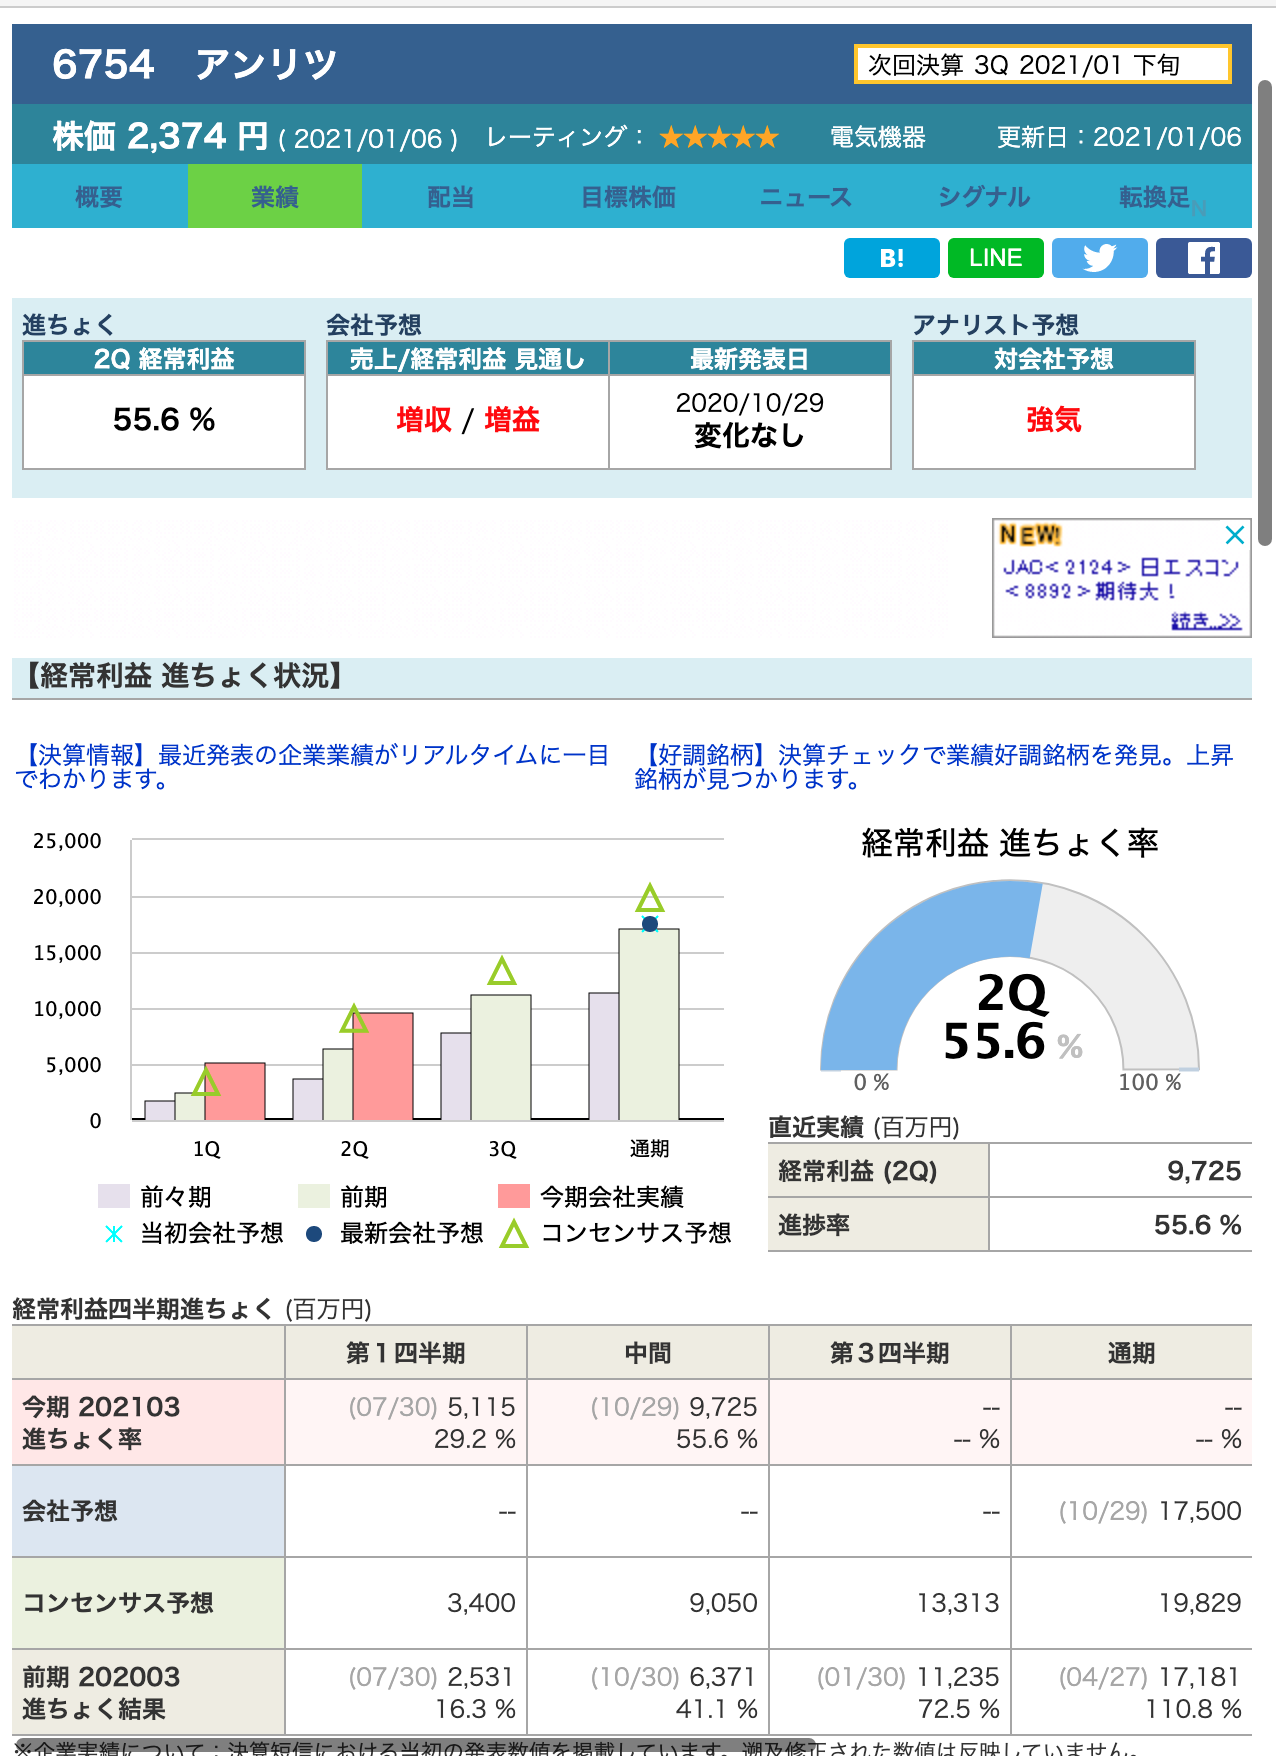 6754 アンリツ
次回決算 3Q 2021/01 下旬
株価 2,374 円 ( 2021/01/06 ) レーティング： ★★★★★ 電気機器 更新日：2021/01/06
概要 業績 配当 目標株価 ニュース シグナル 転換足 N
B! LINE
進ちょく 会社予想 アナリスト予想
2Q 経常利益 売上/経常利益 見通し 最新発表日 対会社予想
55.6 % 増収 / 増益 2020/10/29 強気
変化なし
NEW!
JAC<2124> 日エスコン
<8892>期待大！
続き..>>
【経常利益 進ちょく状況】
【決算情報】最近発表の企業業績がリアルタイムに一目
でわかります。
【好調銘柄】決算チェックで業績好調銘柄を発見。上昇
銘柄が見つかります。
25,000
20,000
15,000
10,000
5,000
0
1Q 2Q 3Q 通期
前々期 前期 今期会社実績
当初会社予想 最新会社予想 コンセンサス予想
経常利益 進ちょく率
2Q
55.6 %
0 % 100 %
直近実績 (百万円)
経常利益 (2Q) 9,725
進捗率 55.6 %
経常利益四半期進ちょく (百万円)
第１四半期 中間 第３四半期 通期
今期 202103 (07/30) 5,115 (10/29) 9,725 -- --
進ちょく率 29.2 % 55.6 % -- % -- %
会社予想 -- -- -- (10/29) 17,500
コンセンサス予想 3,400 9,050 13,313 19,829
前期 202003 (07/30) 2,531 (10/30) 6,371 (01/30) 11,235 (04/27) 17,181
進ちょく結果 16.3 % 41.1 % 72.5 % 110.8 %
※企業実績について：決算短信における当初の発表数値を掲載しています。遡及修正された数値は反映していません。